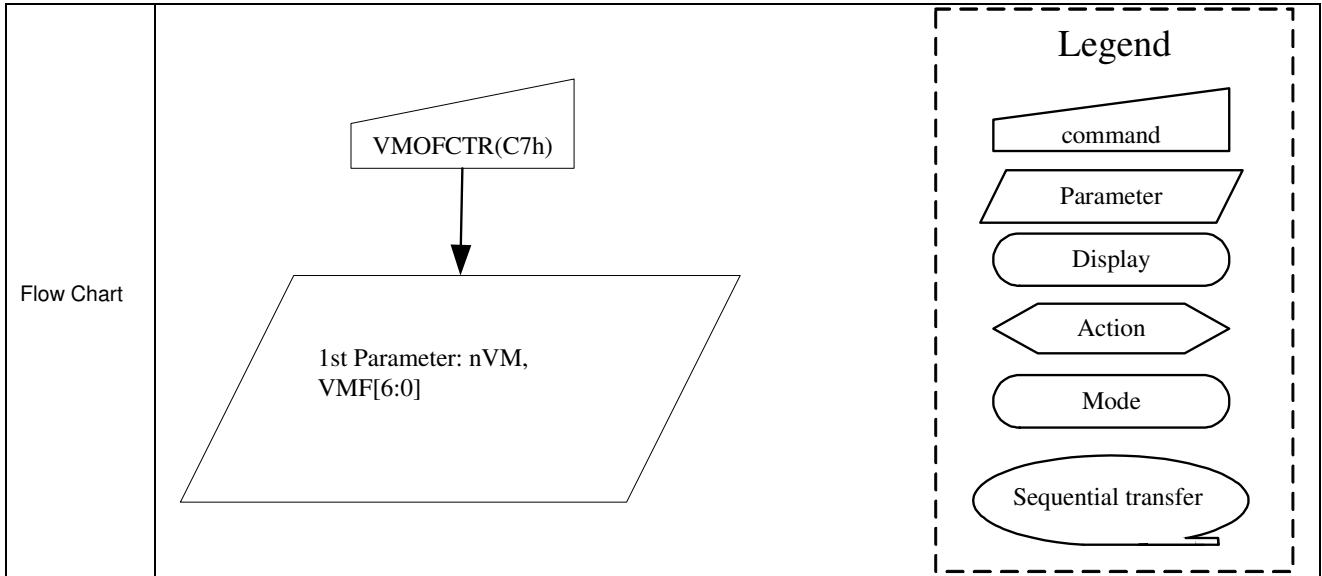 Flow Chart
VMOFCTR(C7h)
1st Parameter: nVM,
VMF[6:0]
Legend
command
Parameter
Display
Action
Mode
Sequential transfer